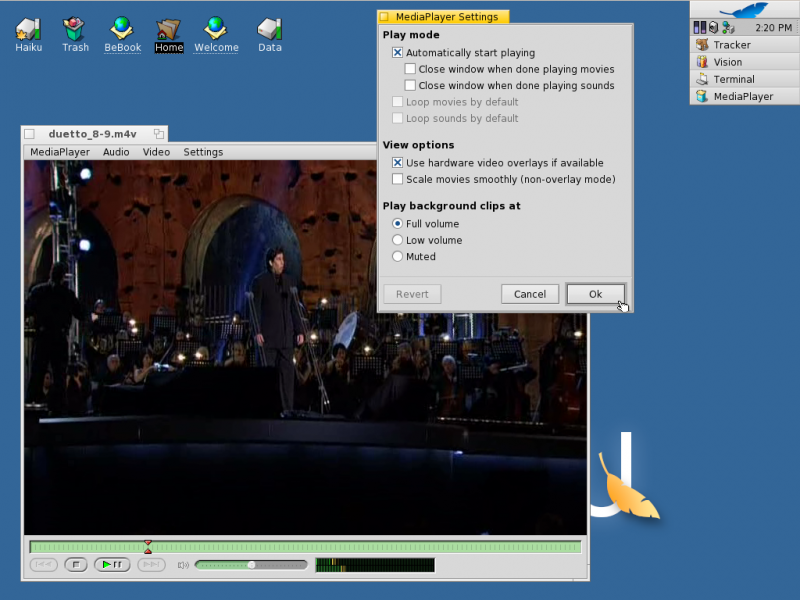 Haiku
Trash
BeBook
Home
Welcome
Data
MediaPlayer Settings
Play mode
Automatically start playing
Close window when done playing movies
Close window when done playing sounds
Loop movies by default
Loop sounds by default
View options
Use hardware video overlays if available
Scale movies smoothly (non-overlay mode)
Play background clips at
Full volume
Low volume
Muted
Revert
Cancel
Ok
2:20 PM
Tracker
Vision
Terminal
MediaPlayer
duetto_8-9.m4v
MediaPlayer Audio Video Settings